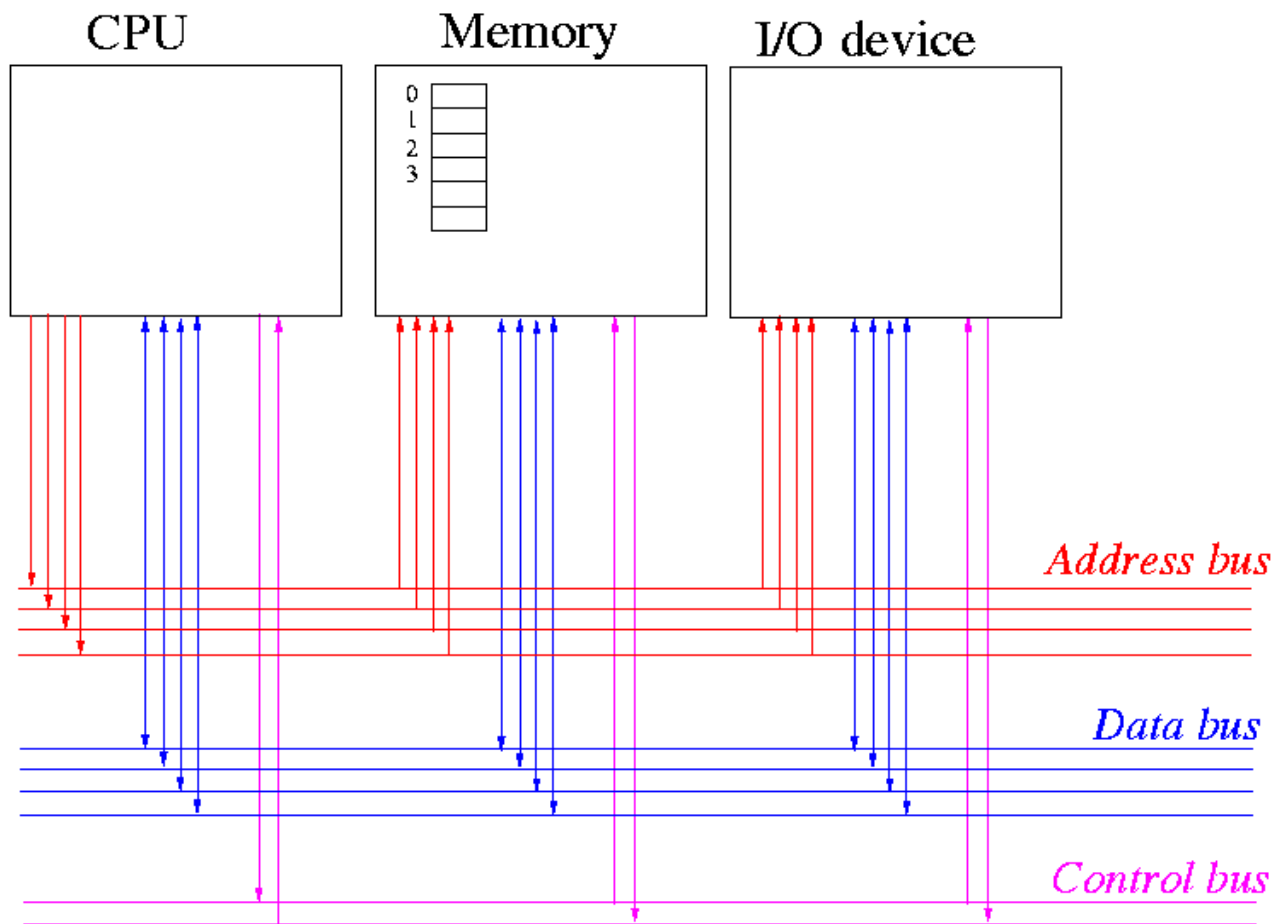 CPU
Memory
I/O device
0
1
2
3
Address bus
Data bus
Control bus